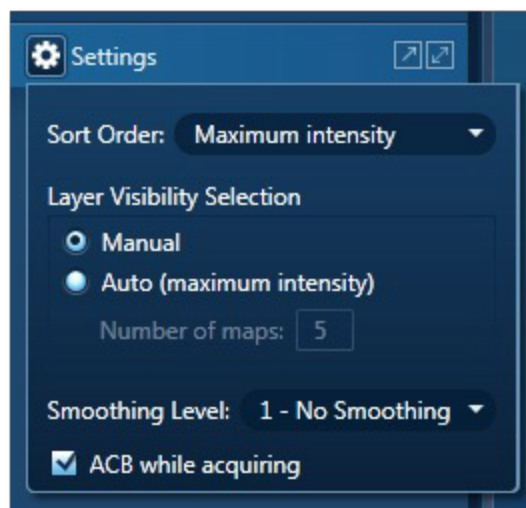 Settings
Sort Order: Maximum intensity
Layer Visibility Selection
Manual
Auto (maximum intensity)
Number of maps: 5
Smoothing Level: 1 - No Smoothing
ACB while acquiring